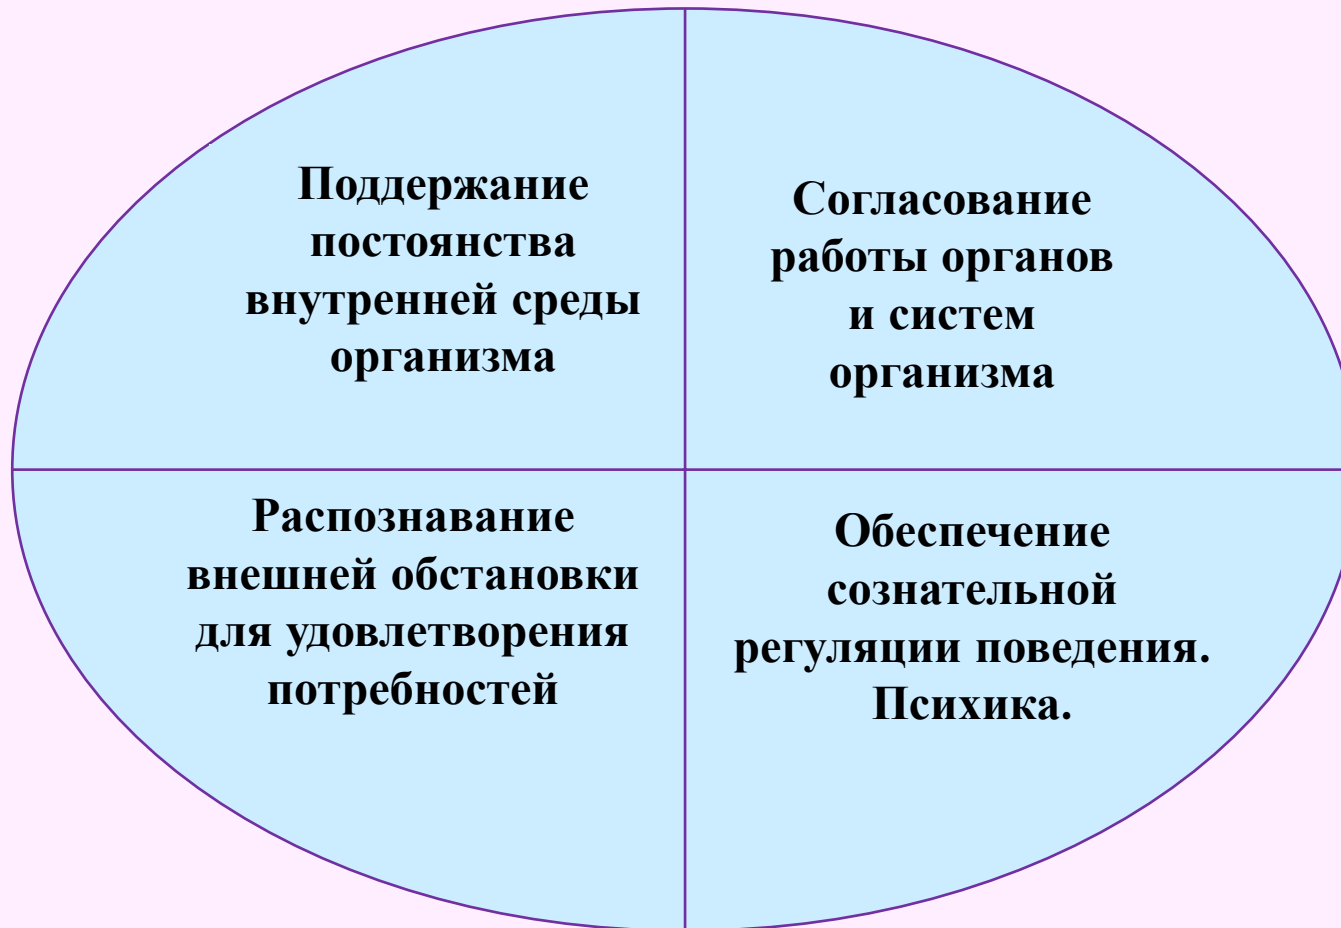 Поддержание
постоянства
внутренней среды
организма
Согласование
работы органов
и систем
организма
Распознавание
внешней обстановки
для удовлетворения
потребностей
Обеспечение
сознательной
регуляции поведения.
Психика.